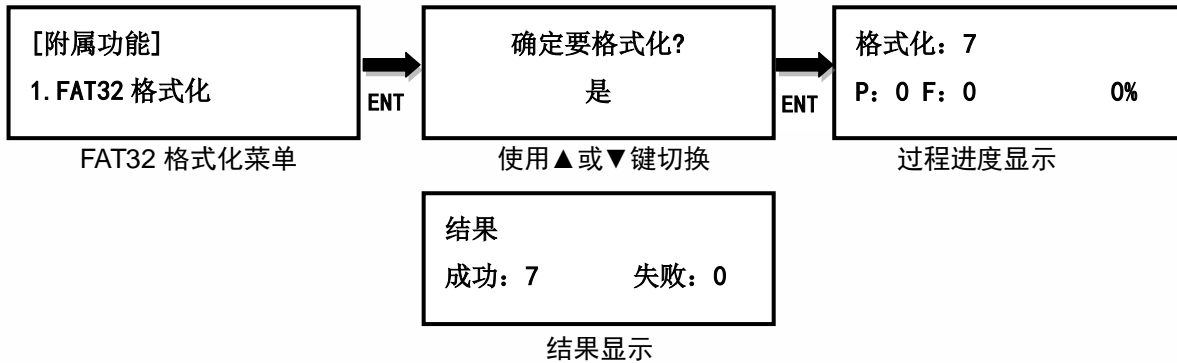 [附属功能]
1.FAT32 格式化
ENT
FAT32 格式化菜单
确定要格式化?
是
ENT
使用▲或▼键切换
格式化：7
P：0 F：0 0%
过程进度显示
结果
成功：7 失败：0
结果显示